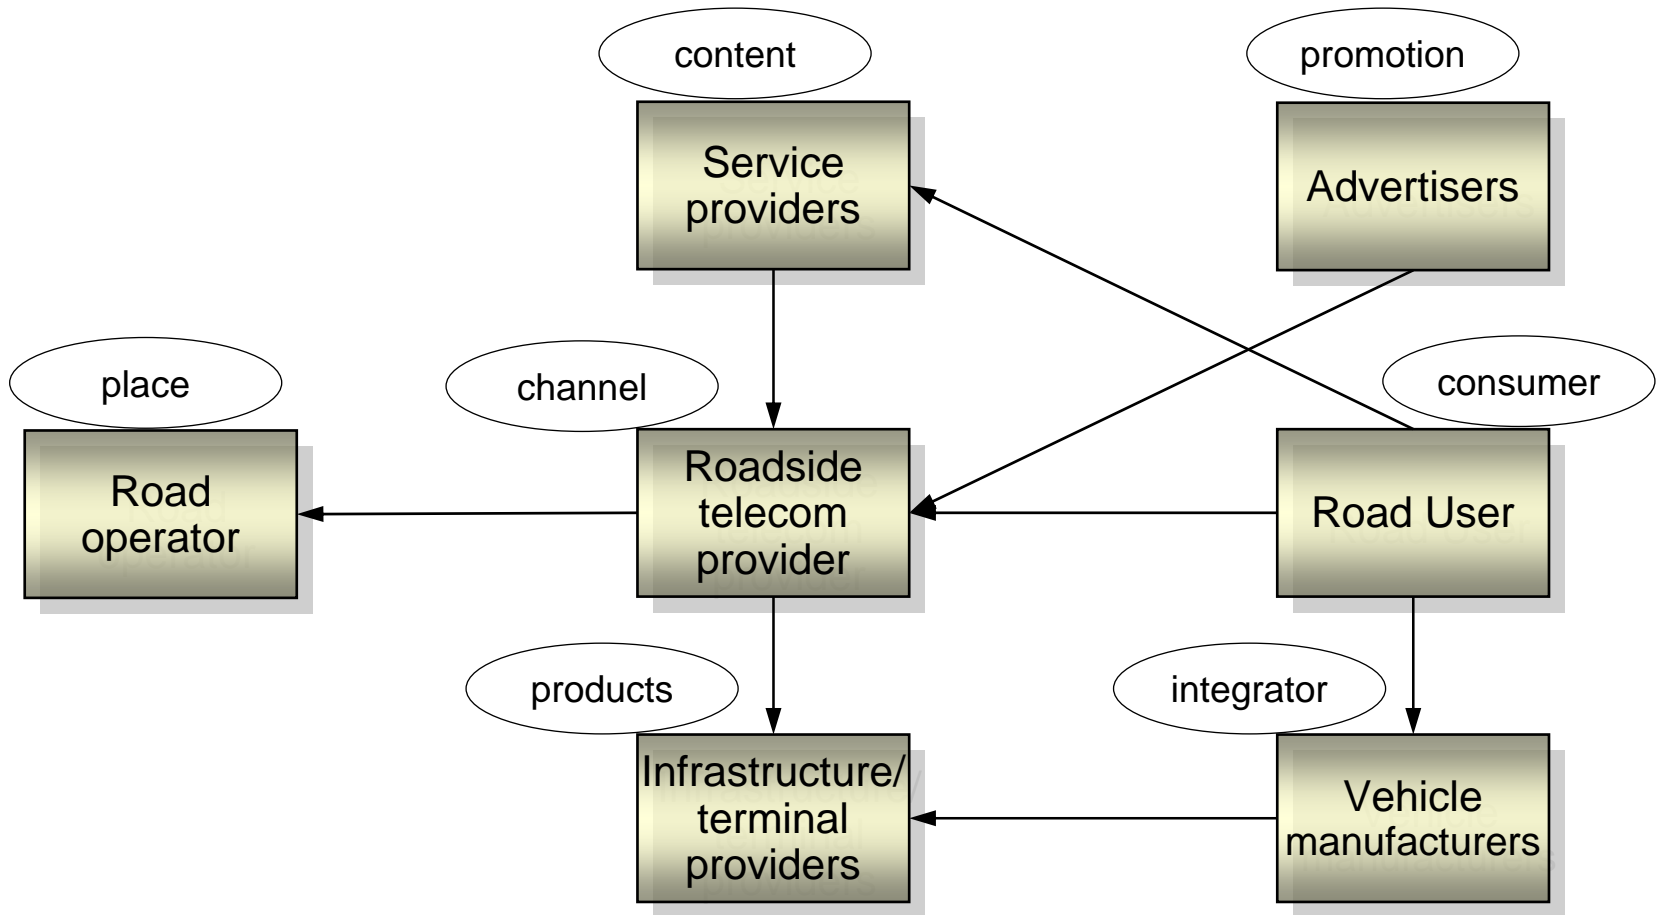 content
promotion
Service
providers
Advertisers
place
channel
consumer
Road
operator
Roadside
telecom
provider
Road User
products
integrator
Infrastructure/
terminal
providers
Vehicle
manufacturers